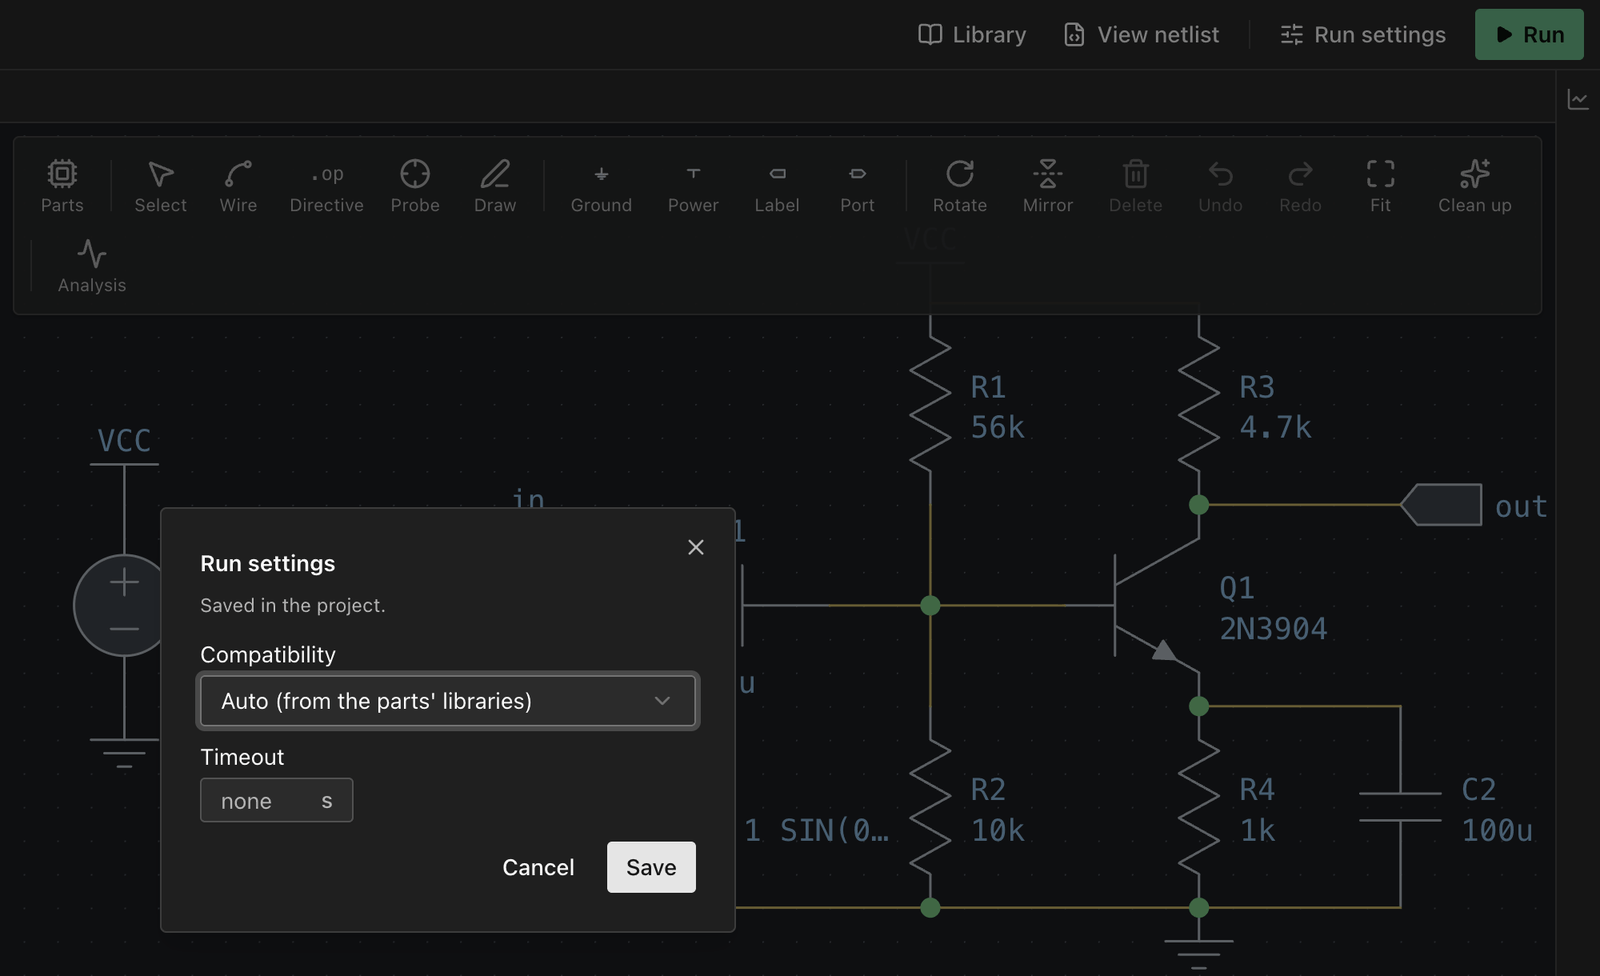 Library View netlist Run settings Run
Parts Select Wire .op Directive Probe Draw Ground Power Label Port Rotate Mirror Delete Undo Redo Fit Clean up
VCC
Analysis
R1
56k
R3
4.7k
VCC
in
out
1
Run settings
Saved in the project.
Compatibility
Auto (from the parts' libraries)
Timeout
none s
Cancel Save
Q1
2N3904
u
R2
10k
R4
1k
C2
100u
1 SIN(0…